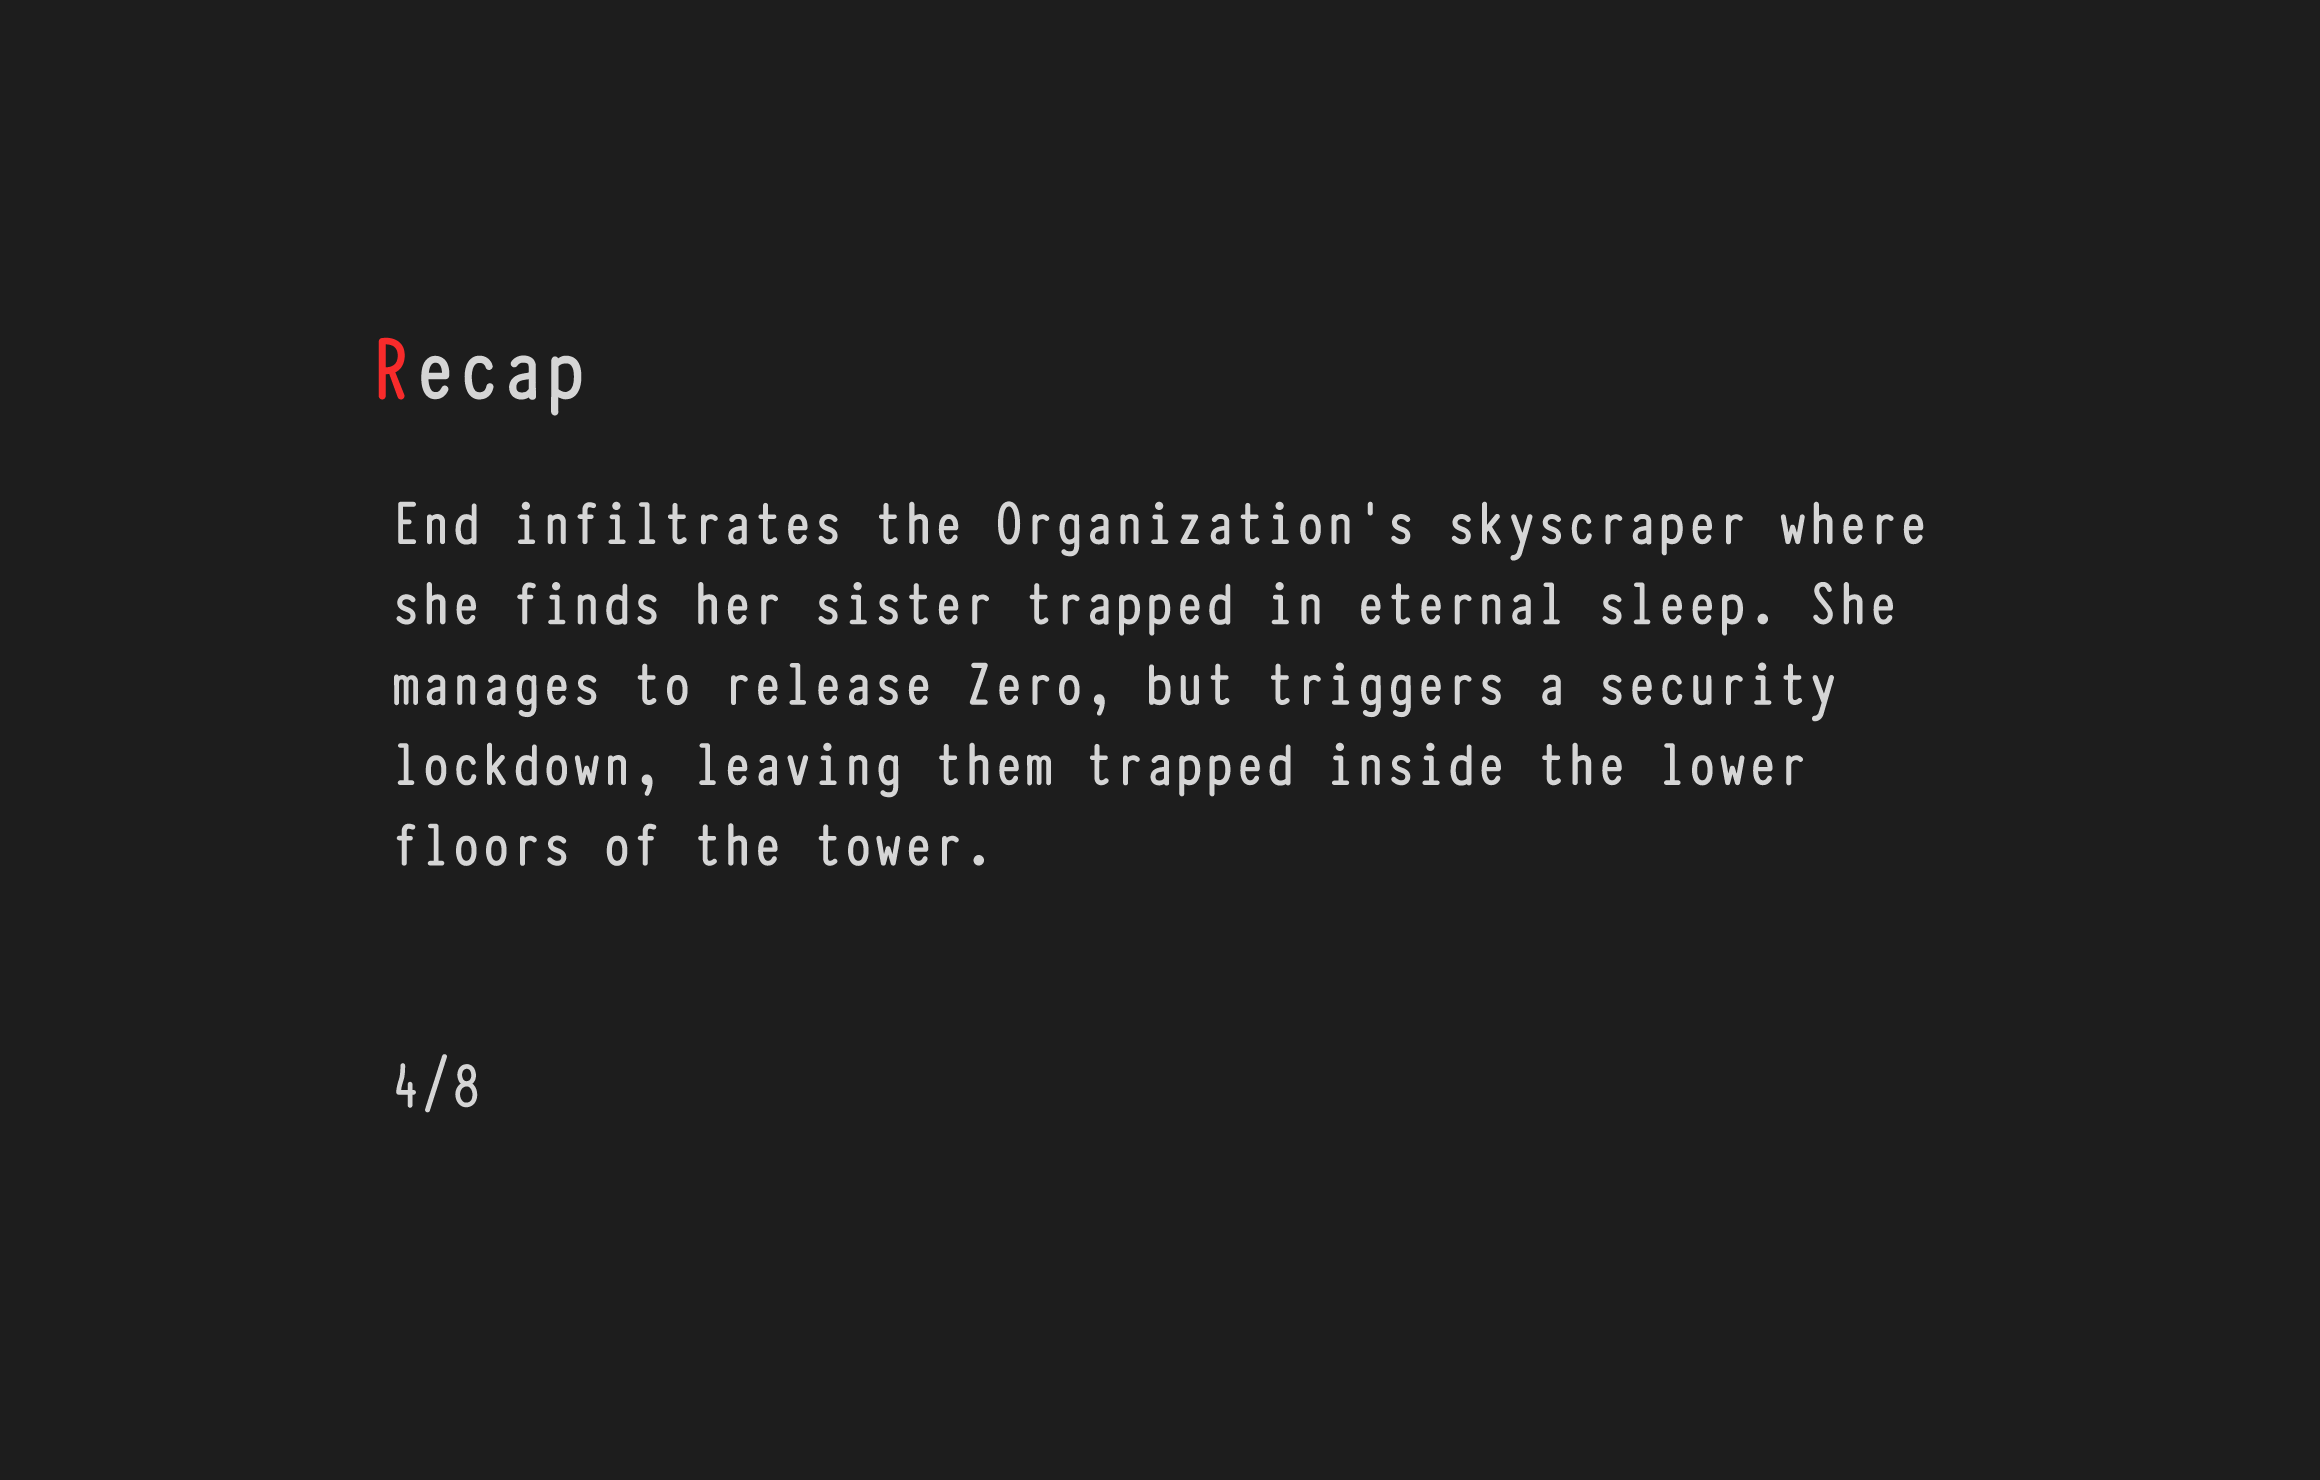 Recap
End infiltrates the Organization's skyscraper where
she finds her sister trapped in eternal sleep. She
manages to release Zero, but triggers a security
lockdown, leaving them trapped inside the lower
floors of the tower.
4/8